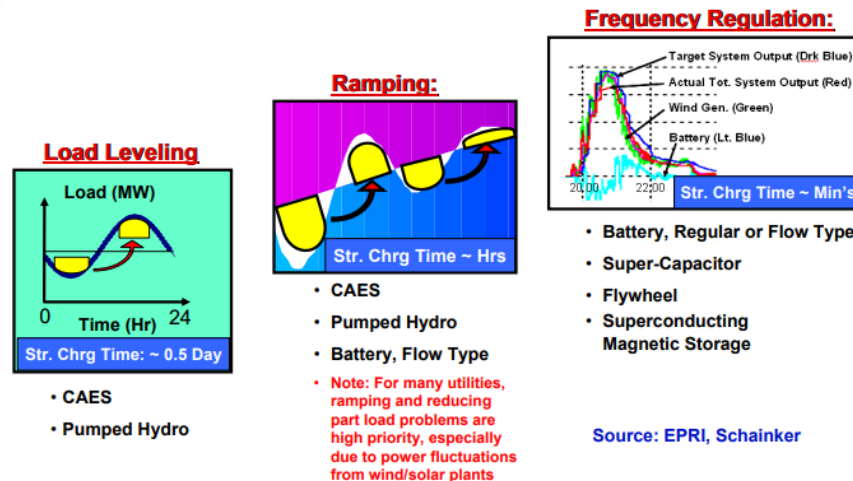 Load Leveling
Load (MW)
0
24
Time (Hr)
Str. Chrg Time: ~ 0.5 Day
• CAES
• Pumped Hydro
Ramping:
Str. Chrg Time ~ Hrs
• CAES
• Pumped Hydro
• Battery, Flow Type
• Note: For many utilities,
ramping and reducing
part load problems are
high priority, especially
due to power fluctuations
from wind/solar plants
Frequency Regulation:
Target System Output (Drk Blue)
Actual Tot. System Output (Red)
Wind Gen. (Green)
Battery (Lt. Blue)
20:00
22:00
Str. Chrg Time ~ Min's
• Battery, Regular or Flow Type
• Super-Capacitor
• Flywheel
• Superconducting
Magnetic Storage
Source: EPRI, Schainker